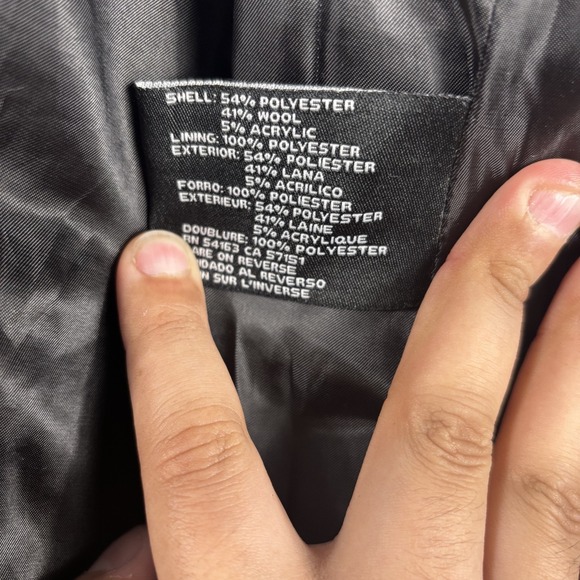 SHELL: 54% POLYESTER
41% WOOL
5% ACRYLIC
LINING: 100% POLYESTER
EXTERIOR: 54% POLIESTER
41% LANA
5% ACRILICO
FORRO: 100% POLIESTER
EXTERIEUR: 54% POLYESTER
41% LAINE
5% ACRYLIQUE
DOUBLURE: 100% POLYESTER
RN 54163 CA 57151
ON REVERSE
AL REVERSO
SUR L'INVERSE